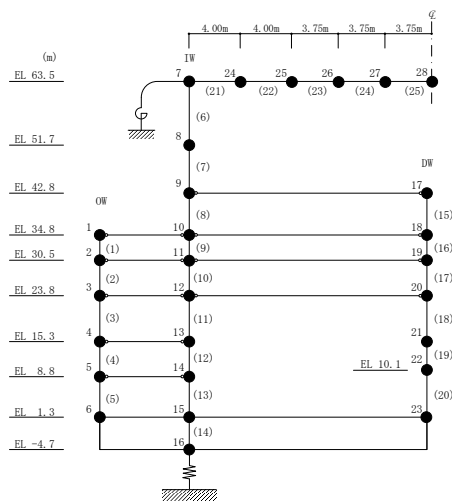 ℄
4.00m 4.00m 3.75m 3.75m 3.75m
(m) IW
EL 63.5 7 24 25 26 27 28
(21) (22) (23) (24) (25)
(6)
EL 51.7 8
(7)
DW
EL 42.8 9 17
OW (8) (15)
EL 34.8 1 10 18
(1) (9) (16)
EL 30.5 2 11 19
(2) (10) (17)
EL 23.8 3 12 20
(3) (11) (18)
EL 15.3 4 13 21
(4) (12) (19)
EL 8.8 5 14 EL 10.1 22
(5) (13) (20)
EL 1.3 6 15 23
(14)
EL -4.7 16